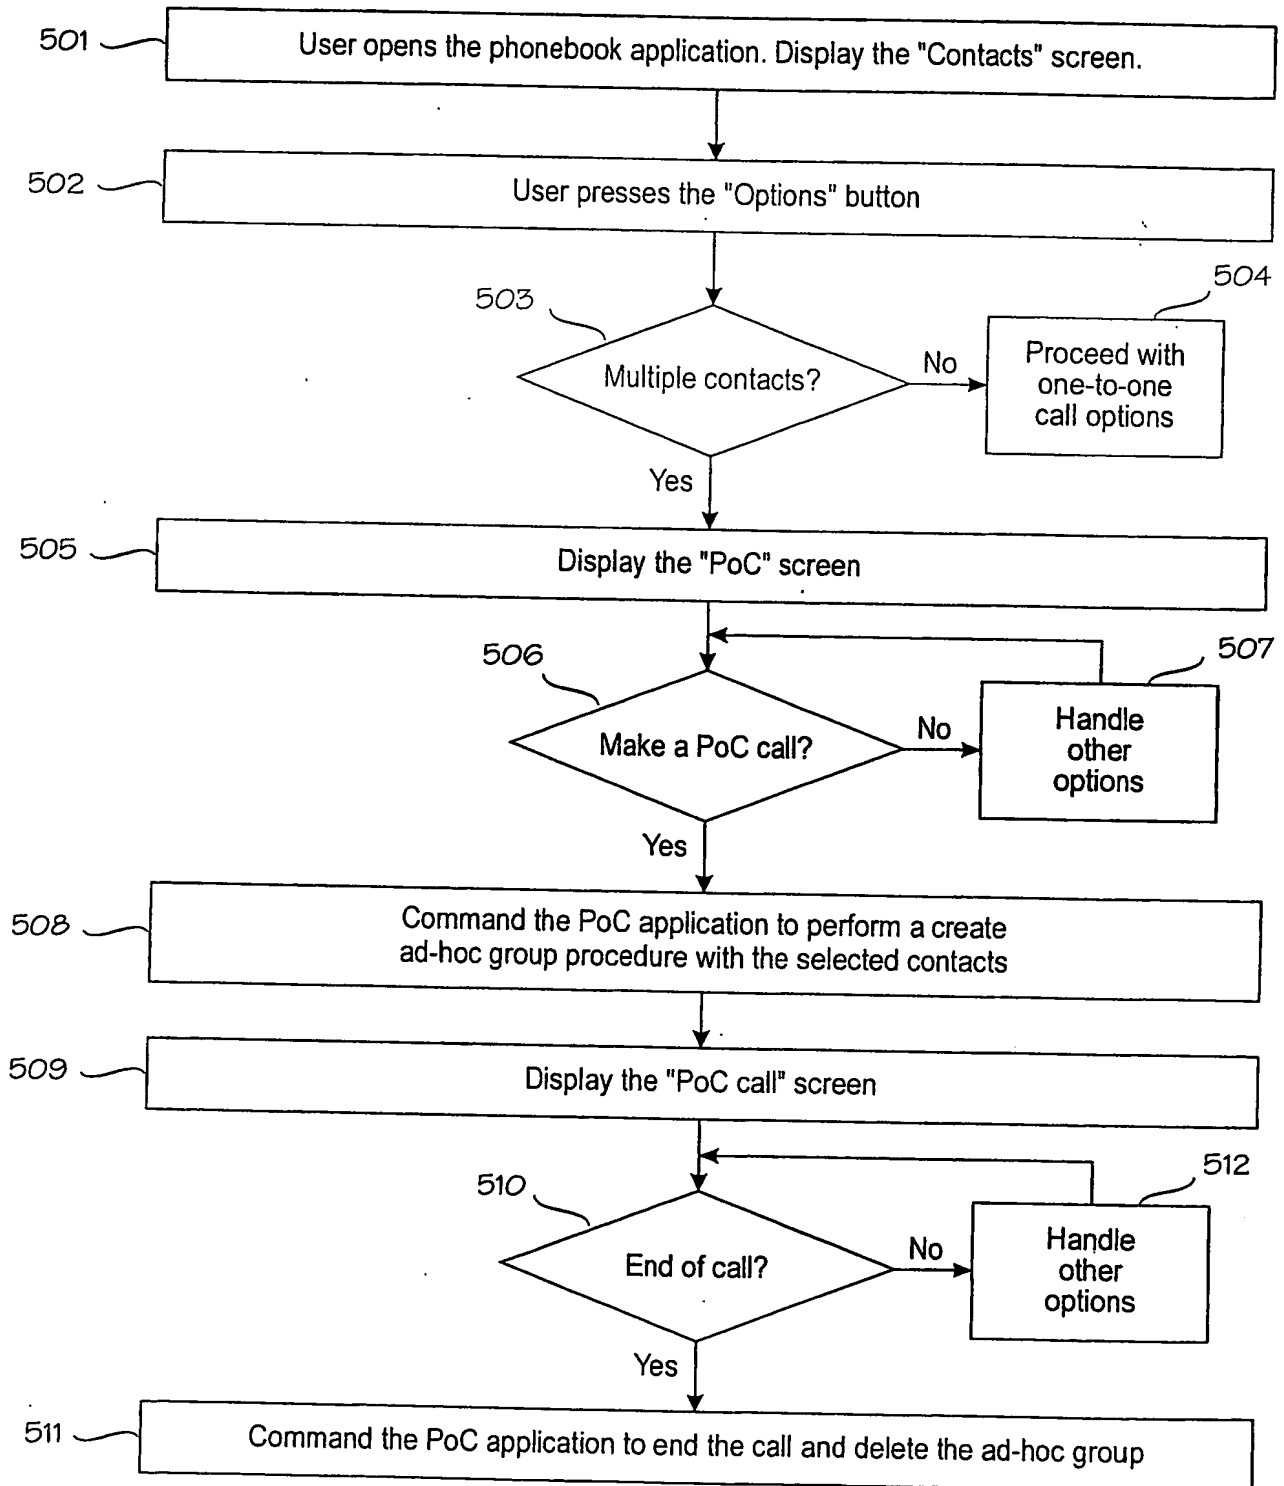 501
User opens the phonebook application. Display the "Contacts" screen.
502
User presses the "Options" button
503
504
Multiple contacts?
No
Proceed with
one-to-one
call options
Yes
505
Display the "PoC" screen
506
507
Make a PoC call?
No
Handle
other
options
Yes
508
Command the PoC application to perform a create
ad-hoc group procedure with the selected contacts
509
Display the "PoC call" screen
510
512
End of call?
No
Handle
other
options
Yes
511
Command the PoC application to end the call and delete the ad-hoc group